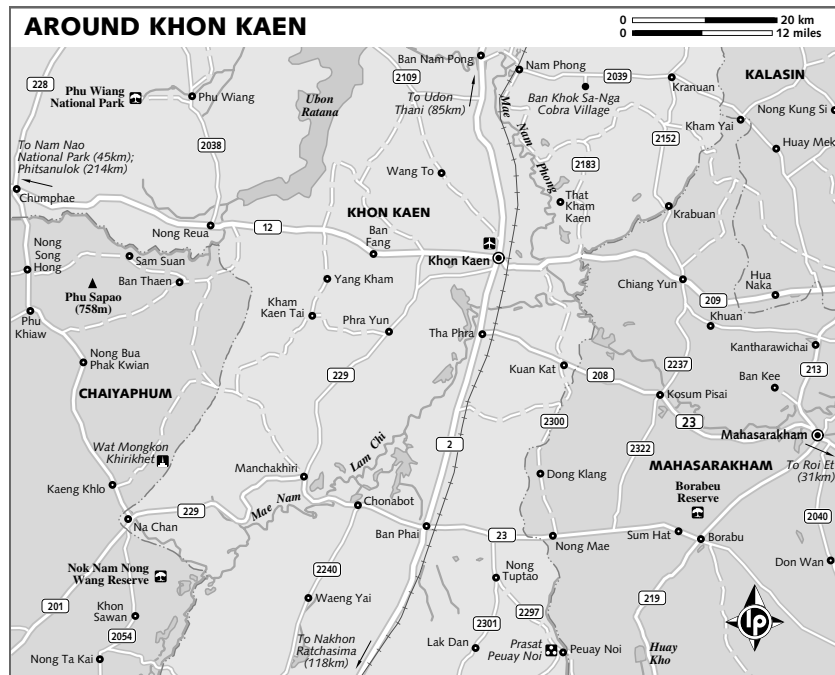 AROUND KHON KAEN
0 20 km
0 12 miles
228
Phu Wiang
National Park
Phu Wiang
Ubon
Ratana
2109
Ban Nam Pong
To Udon
Thani (85km)
Mae Nam Phong
Nam Phong
2039
Ban Khok Sa-Nga
Cobra Village
Kranuan
KALASIN
Nong Kung Si
Kham Yai
Huay Mek
2152
2183
2038
To Nam Nao
National Park (45km);
Phitsanulok (214km)
Chumphae
Wang To
That
Kham
Kaen
Krabuan
KHON KAEN
Nong Reua
12
Ban
Fang
Khon Kaen
Nong
Song
Hong
Sam Suan
Ban Thaen
Phu Sapao
(758m)
Yang Kham
Chiang Yun
Hua
Naka
209
Phu
Khiaw
Kham
Kaen Tai
Phra Yun
Tha Phra
Khuan
Kantharawichai
Nong Bua
Phak Kwian
229
Kuan Kat
208
2237
213
Ban Kee
CHAIYAPHUM
Kosum Pisai
2300
23
Mahasarakham
Wat Mongkon
Khirikhet
Lam Chi
2
2322
MAHASARAKHAM
To Roi Et
(31km)
Manchakhiri
Dong Klang
Borabeu
Reserve
Kaeng Khlo
Mae Nam
Chonabot
229
Na Chan
Ban Phai
23
Nong Mae
Sum Hat
Borabu
2040
Nok Nam Nong
Wang Reserve
2240
Nong
Tuptao
Don Wan
201
Khon
Sawan
Waeng Yai
2297
219
2301
2054
To Nakhon
Ratchasima
(118km)
Lak Dan
Prasat
Peuay Noi
Peuay Noi
Huay
Kho
Nong Ta Kai
lp